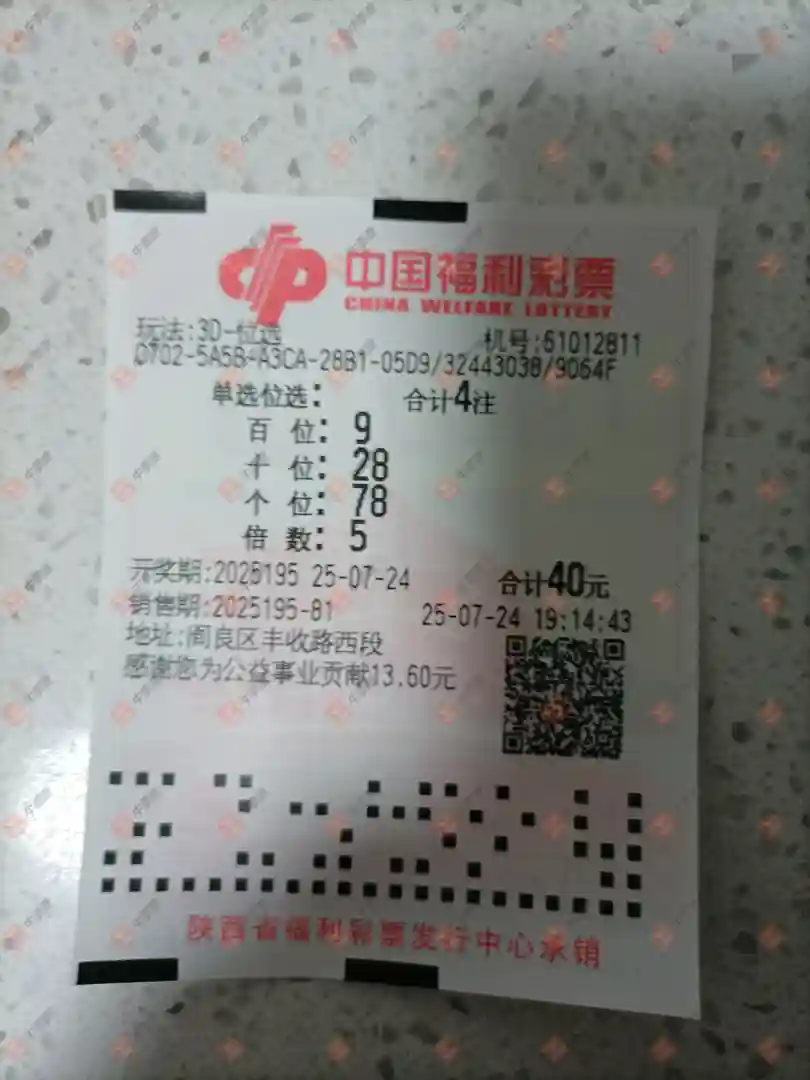 中国福利彩票
CHINA WELFARE LOTTERY
玩法:3D-位选 机号:61012811
0702-5A5B-A3CA-28B1-05D9/32443038/9064F
单选位选: 合计4注
百 位: 9
十 位: 28
个 位: 78
倍 数: 5
开奖期:2025195 25-07-24 合计40元
销售期:2025195-81 25-07-24 19:14:43
地址:阎良区丰收路西段
感谢您为公益事业贡献13.60元
陕西省福利彩票发行中心承销